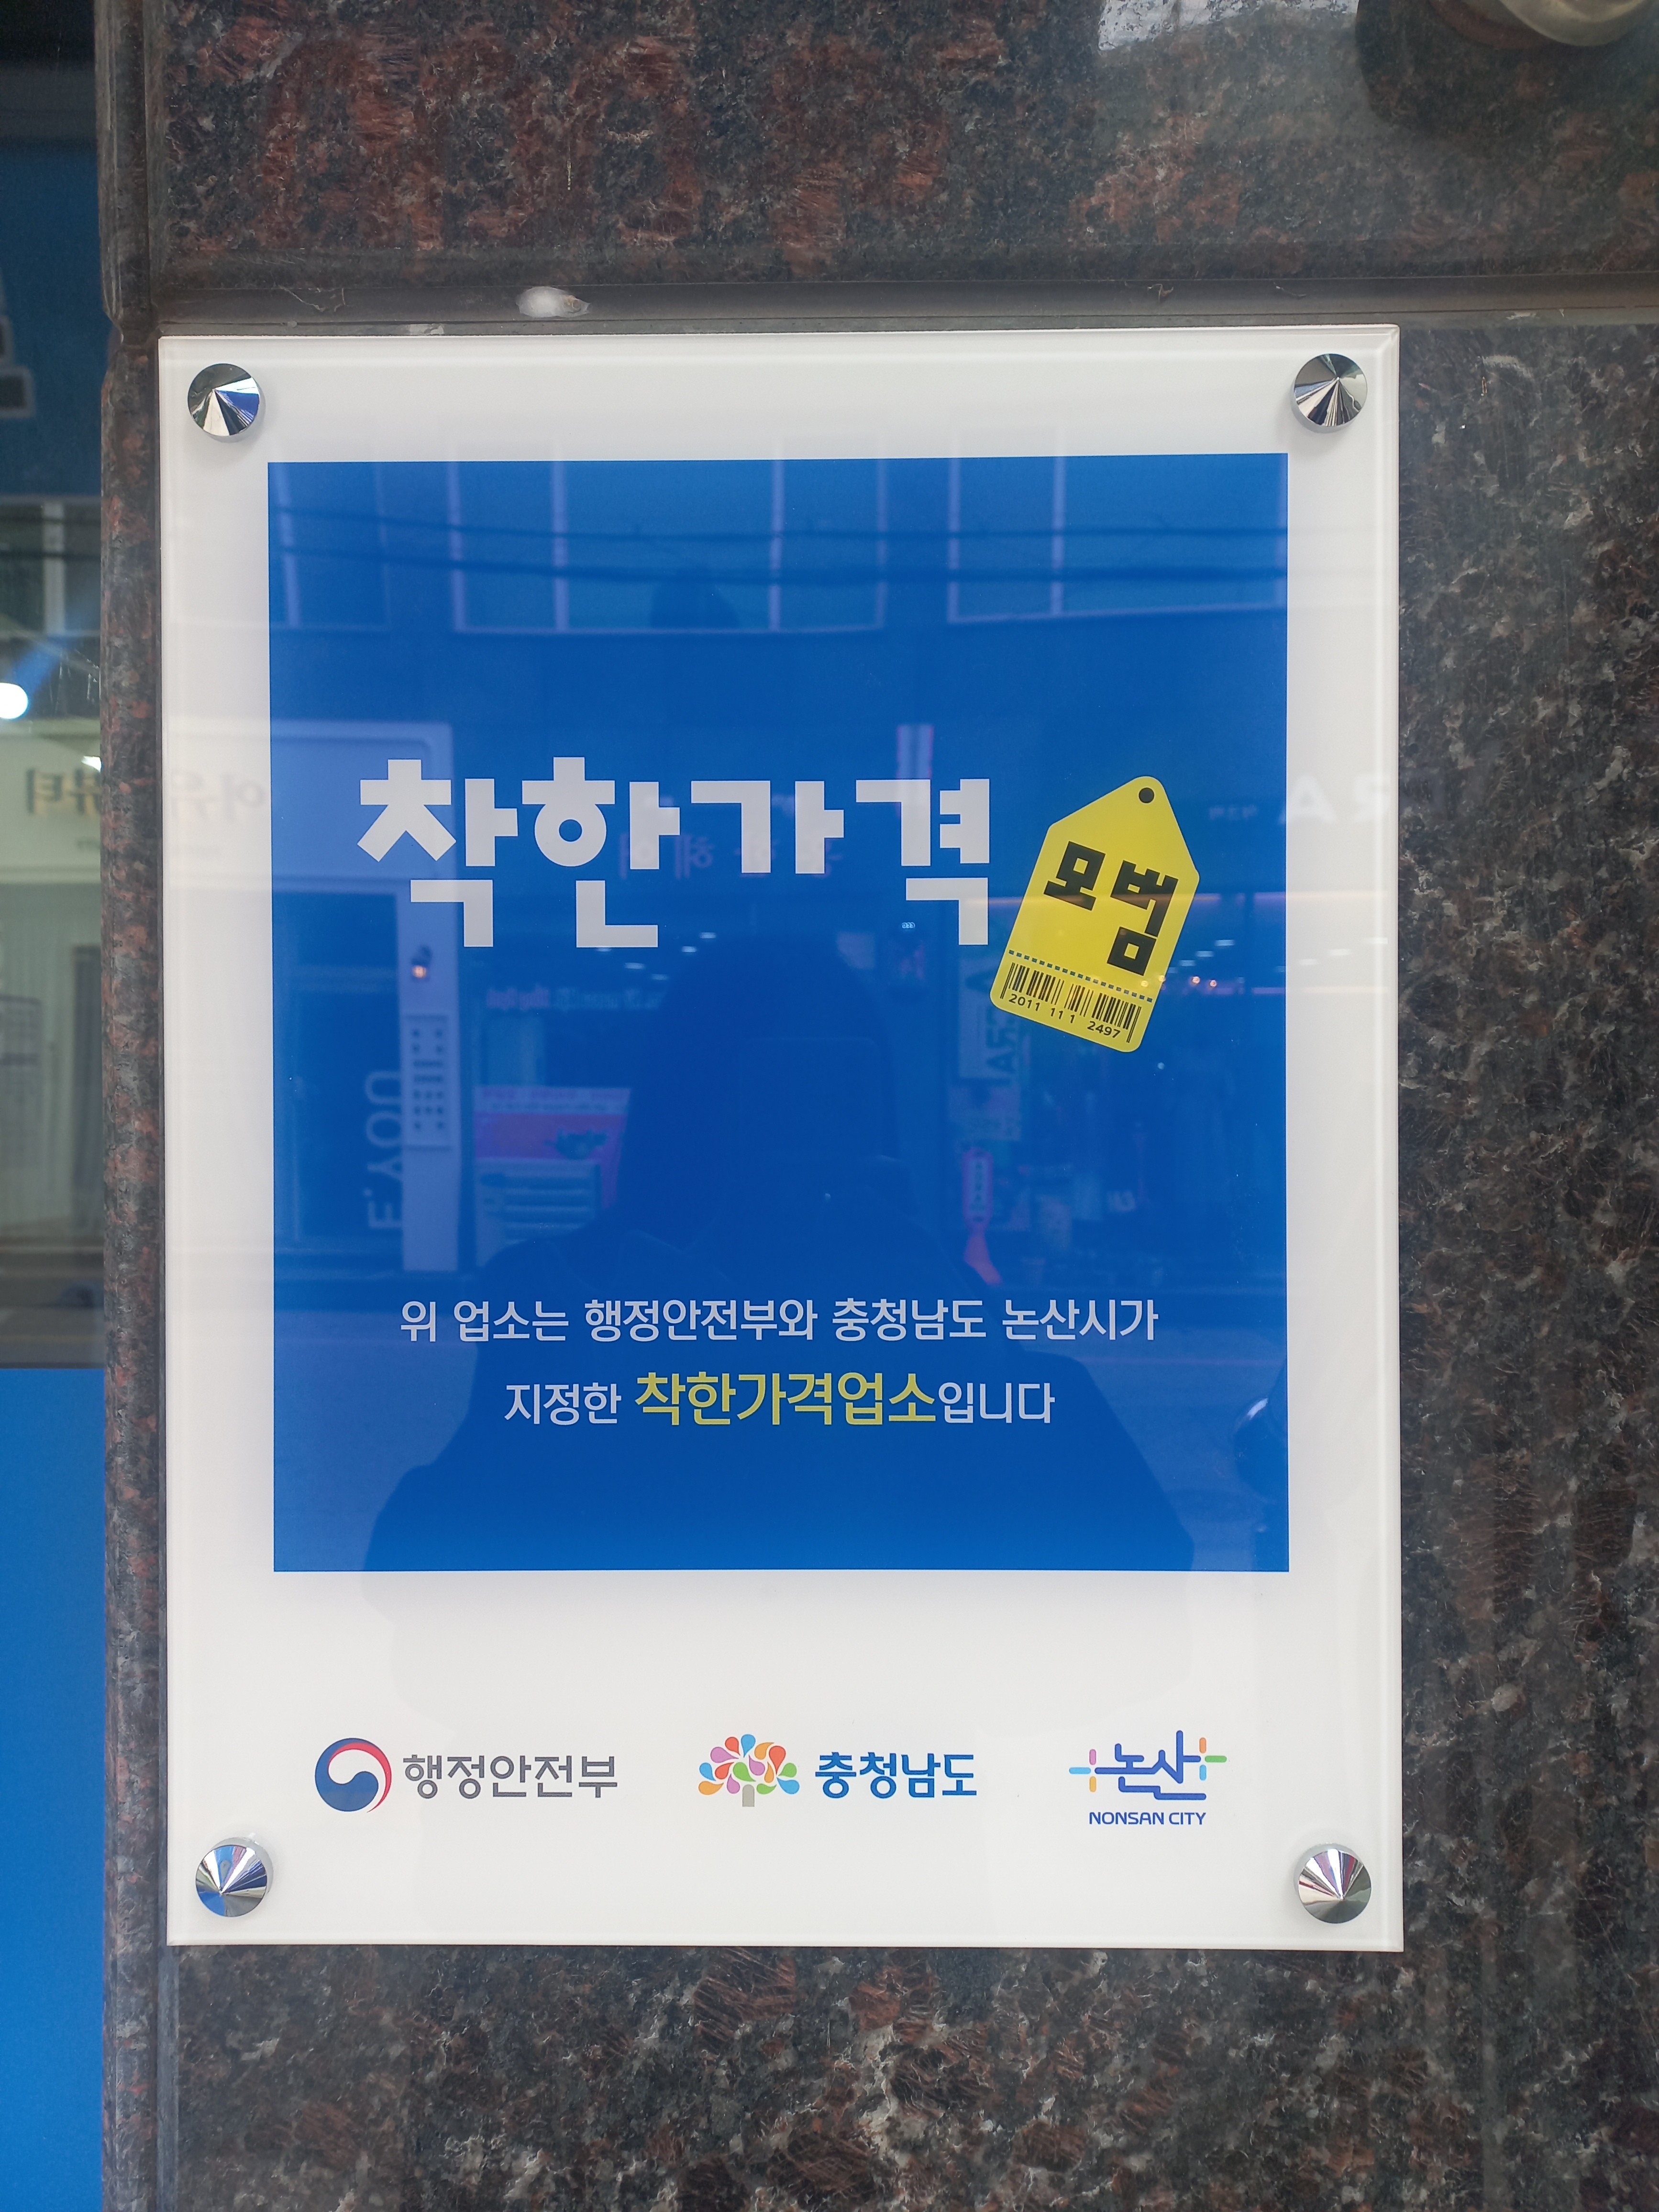 착한가격
모범
2011 11 1 2497
위 업소는 행정안전부와 충청남도 논산시가
지정한 착한가격업소입니다
행정안전부
충청남도
논산
NONSAN CITY